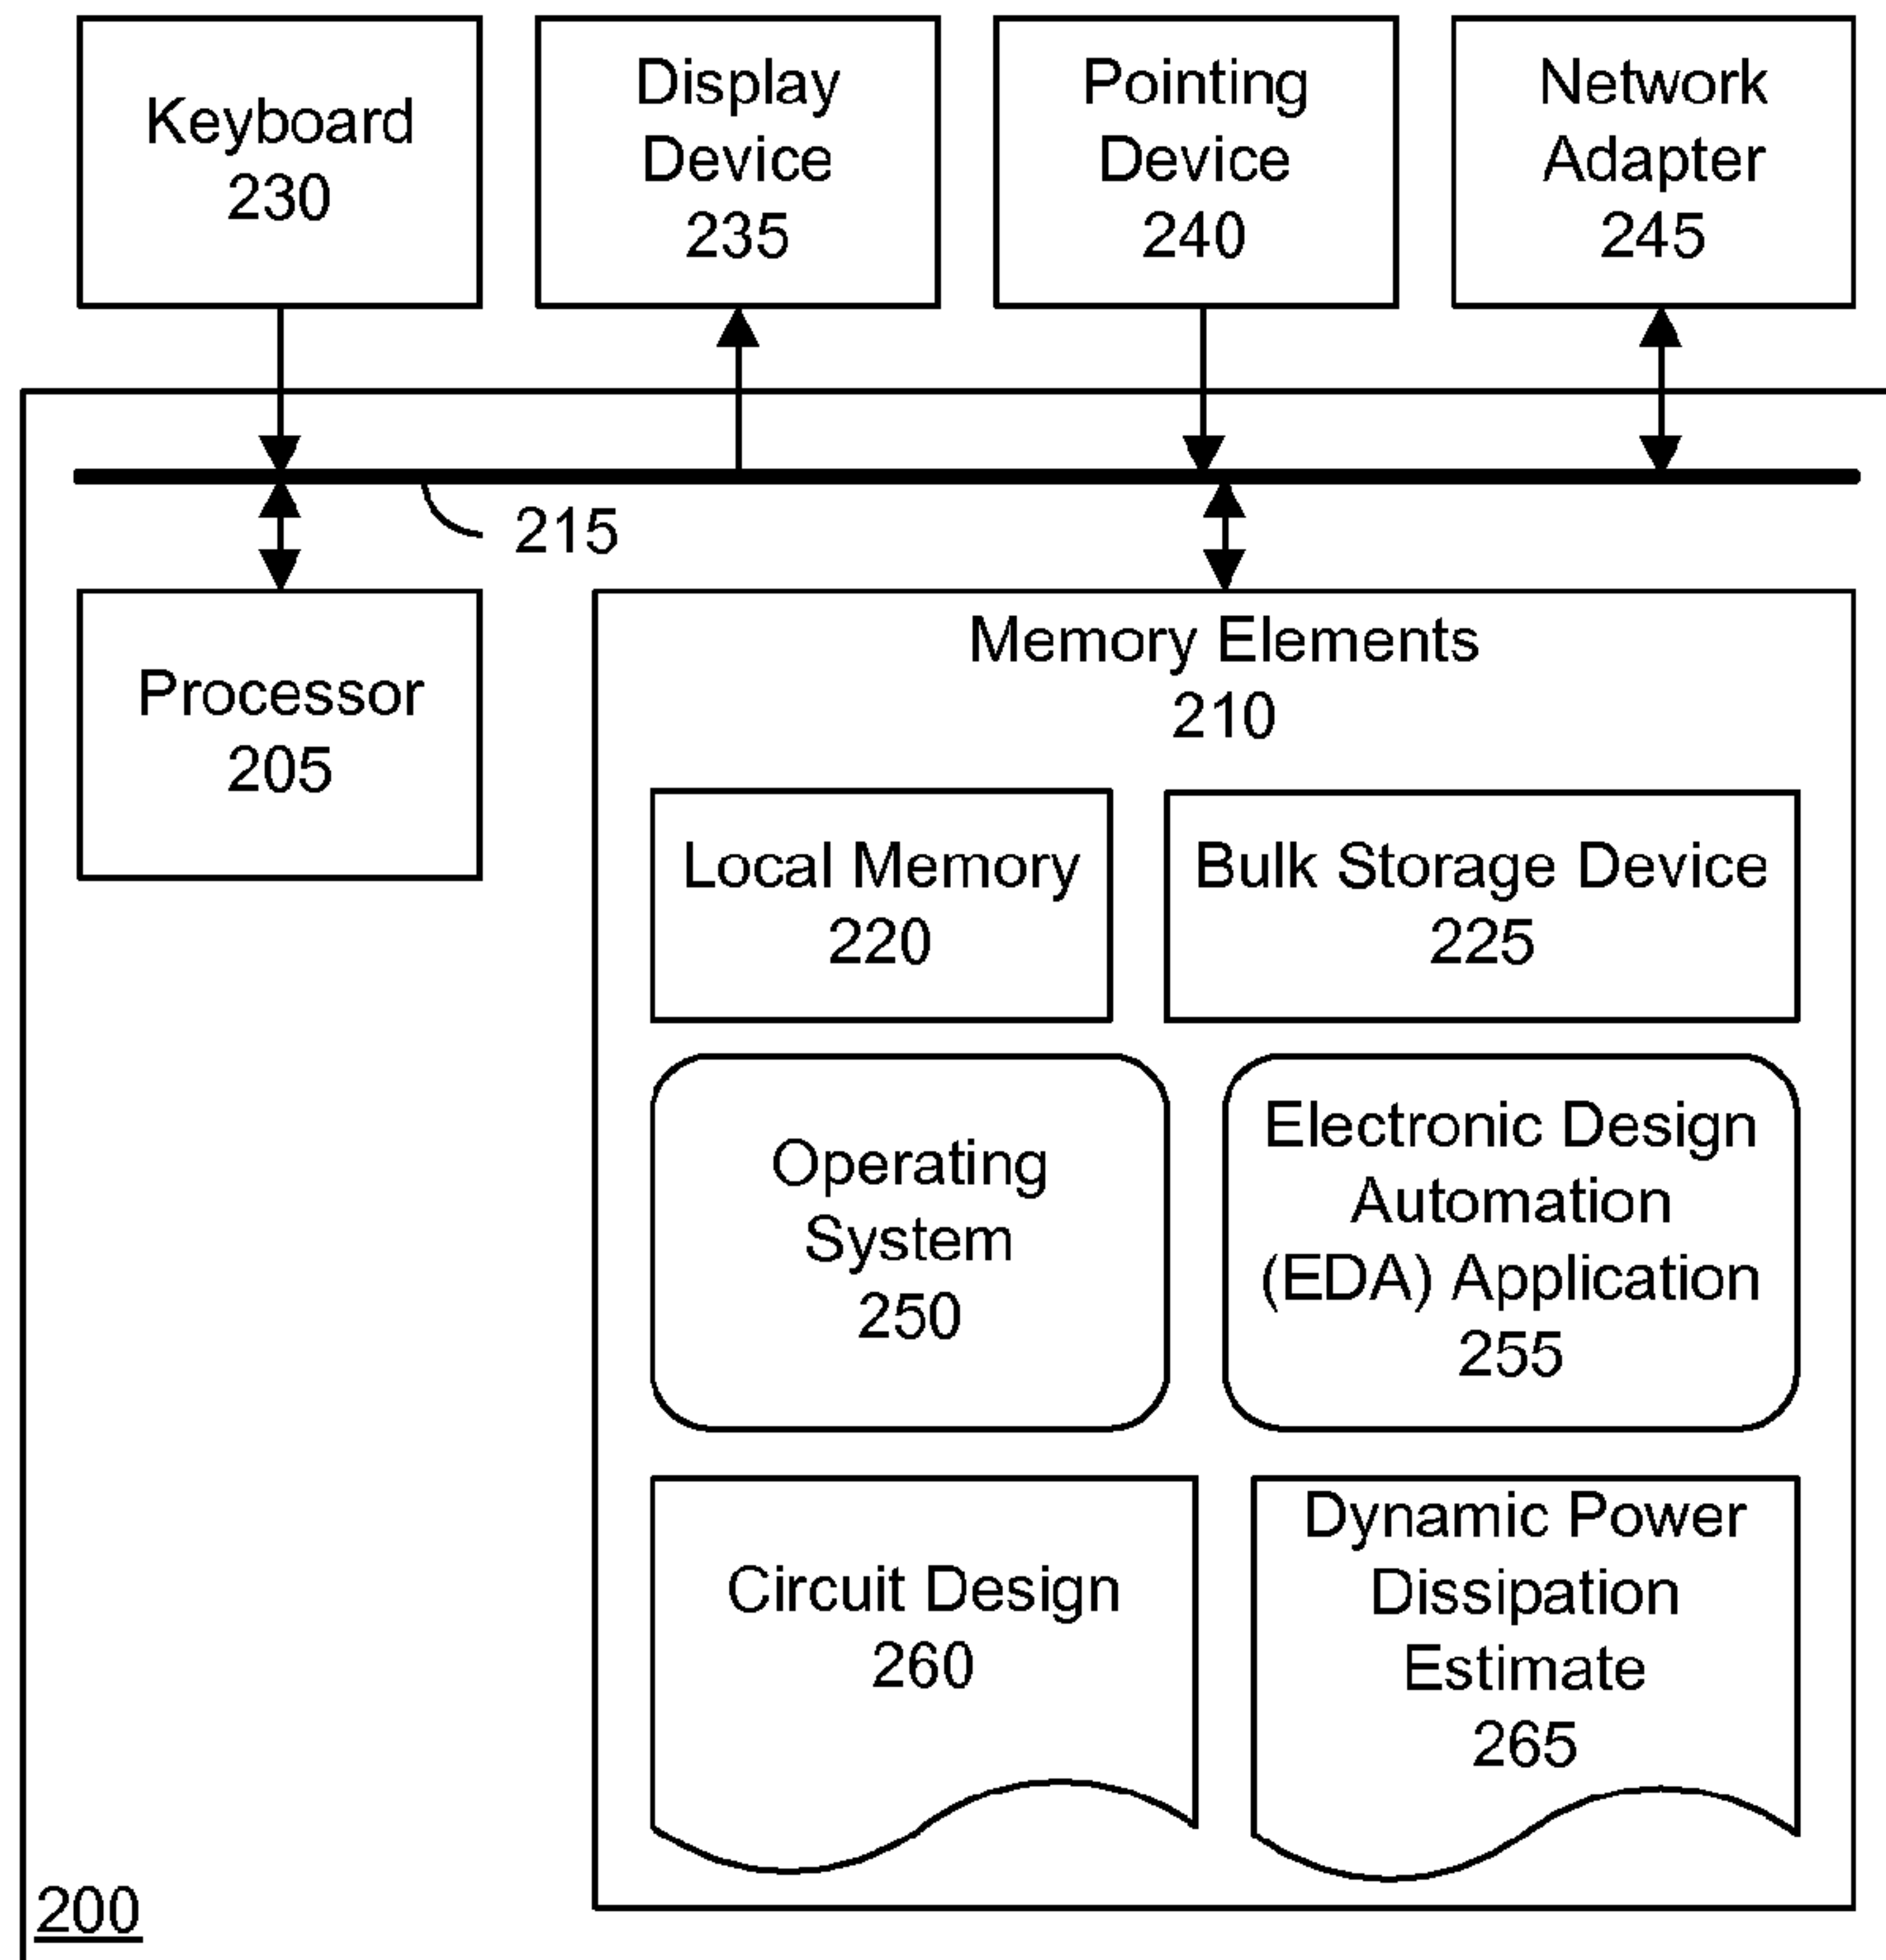 Keyboard
230
Display
Device
235
Pointing
Device
240
Network
Adapter
245
215
Processor
205
Memory Elements
210
Local Memory
220
Bulk Storage Device
225
Operating
System
250
Electronic Design
Automation
(EDA) Application
255
Circuit Design
260
Dynamic Power
Dissipation
Estimate
265
200